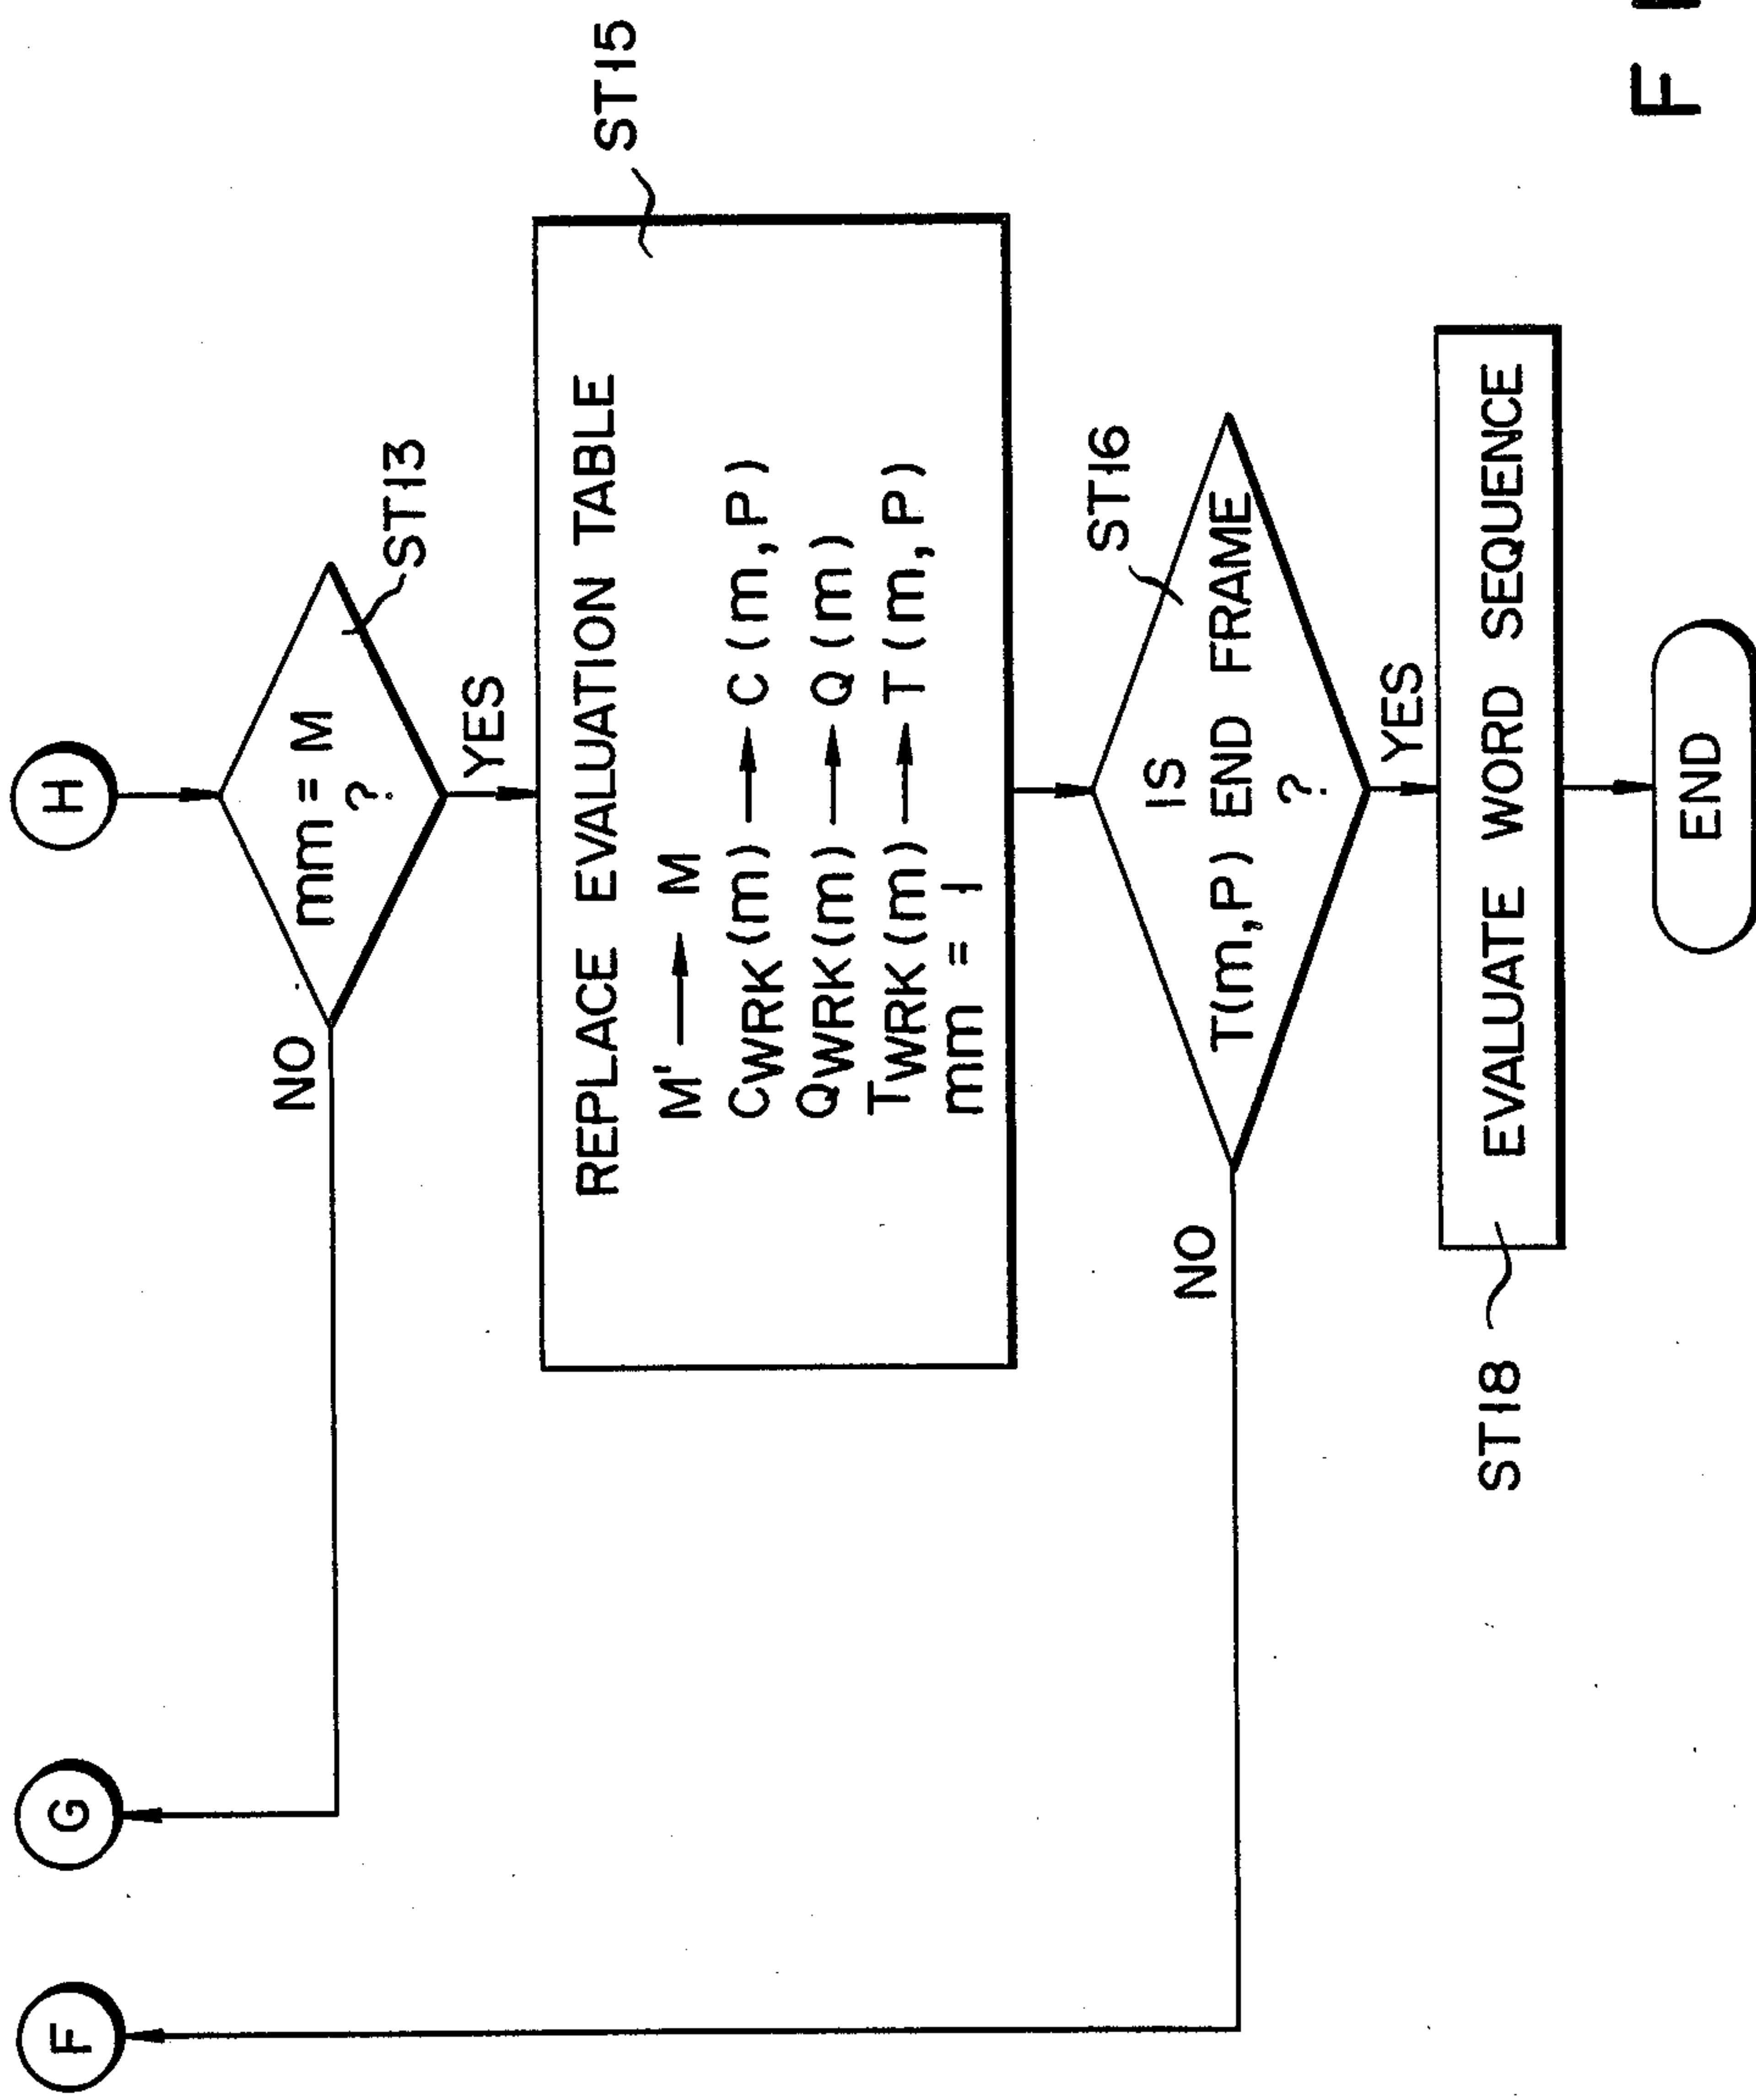 F
G
H
mm = M
?
ST13
NO
YES
REPLACE EVALUATION TABLE
M' → M
CWRK(m) → C(m,P)
QWRK(m) → Q(m)
TWRK(m) → T(m,P)
mm = 1
ST15
IS
T(m,P) END FRAME
?
ST16
NO
YES
ST18
EVALUATE WORD SEQUENCE
END
F I